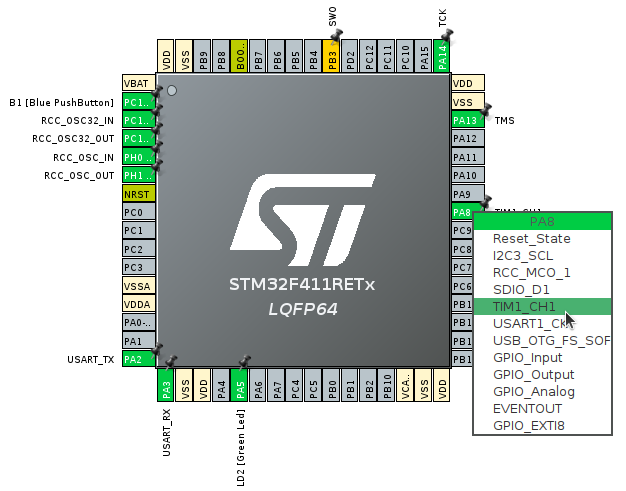 SWO
TCK
VDD
VSS
PB9
PB8
BOO..
PB7
PB6
PB5
PB4
PB3
PD2
PC12
PC11
PC10
PA15
PA14
VBAT
B1 [Blue PushButton]
PC1..
RCC_OSC32_IN
PC1..
RCC_OSC32_OUT
PC1..
RCC_OSC_IN
PH0 ..
RCC_OSC_OUT
PH1 ..
NRST
PC0
PC1
PC2
PC3
VSSA
VDDA
PA0-..
PA1
USART_TX
PA2
ST
STM32F411RETx
LQFP64
VDD
VSS
PA13
TMS
PA12
PA11
PA10
PA9
PA8
TIM1_CH1
PC9
PC8
PC7
PC6
PB1
PB1
PB1
PB1
PA8
Reset_State
I2C3_SCL
RCC_MCO_1
SDIO_D1
TIM1_CH1
USART1_CK
USB_OTG_FS_SOF
GPIO_Input
GPIO_Output
GPIO_Analog
EVENTOUT
GPIO_EXTI8
PA3
VSS
VDD
PA4
PA5
PA6
PA7
PC4
PC5
PB0
PB1
PB2
PB10
VCA..
VSS
VDD
USART_RX
LD2 [Green Led]